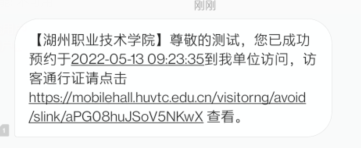 刚刚
【湖州职业技术学院】尊敬的测试，您已成功
预约于2022-05-13 09:23:35到我单位访问，访
客通行证请点击
https://mobilehall.huvtc.edu.cn/visitorng/avoid
/slink/aPG08huJSoV5NKwX 查看。